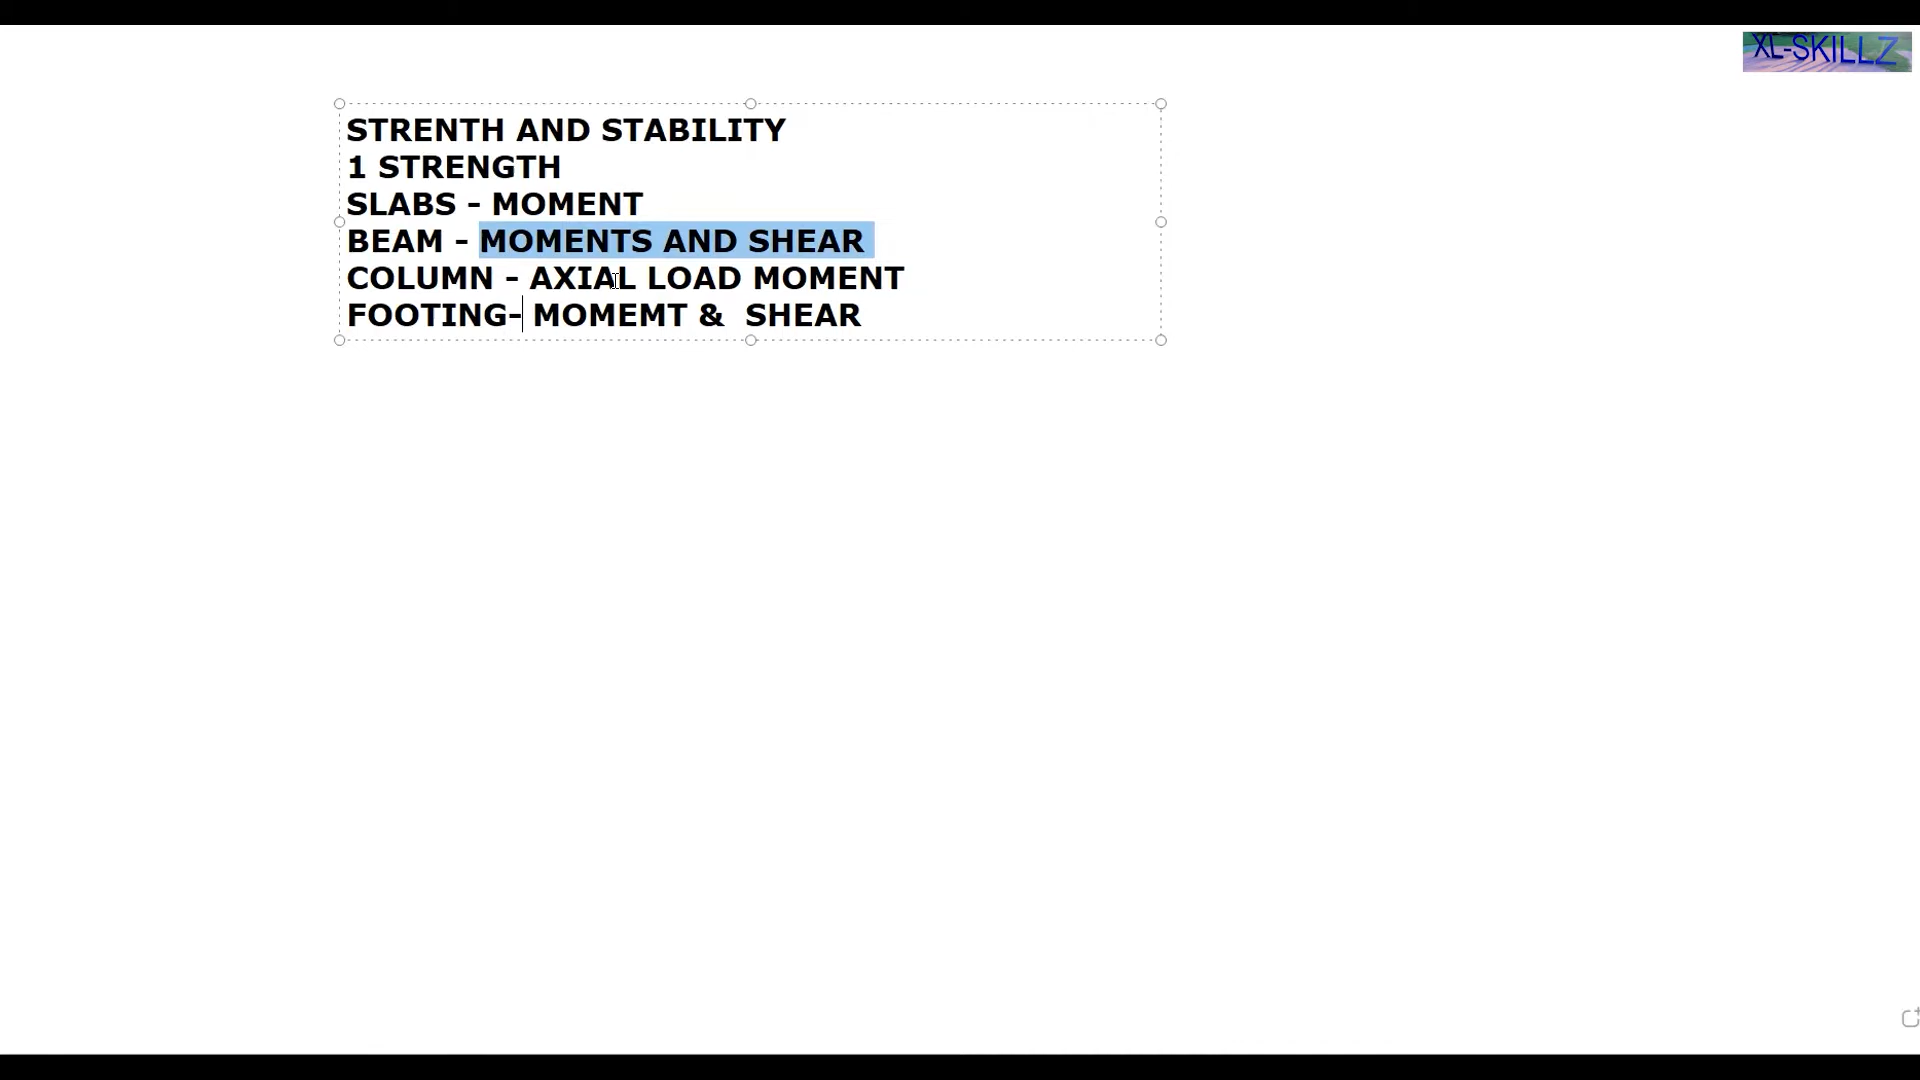 XL-SKILLZ
STRENTH AND STABILITY
1 STRENGTH
SLABS - MOMENT
BEAM - MOMENTS AND SHEAR
COLUMN - AXIAL LOAD MOMENT
FOOTING- MOMEMT &  SHEAR